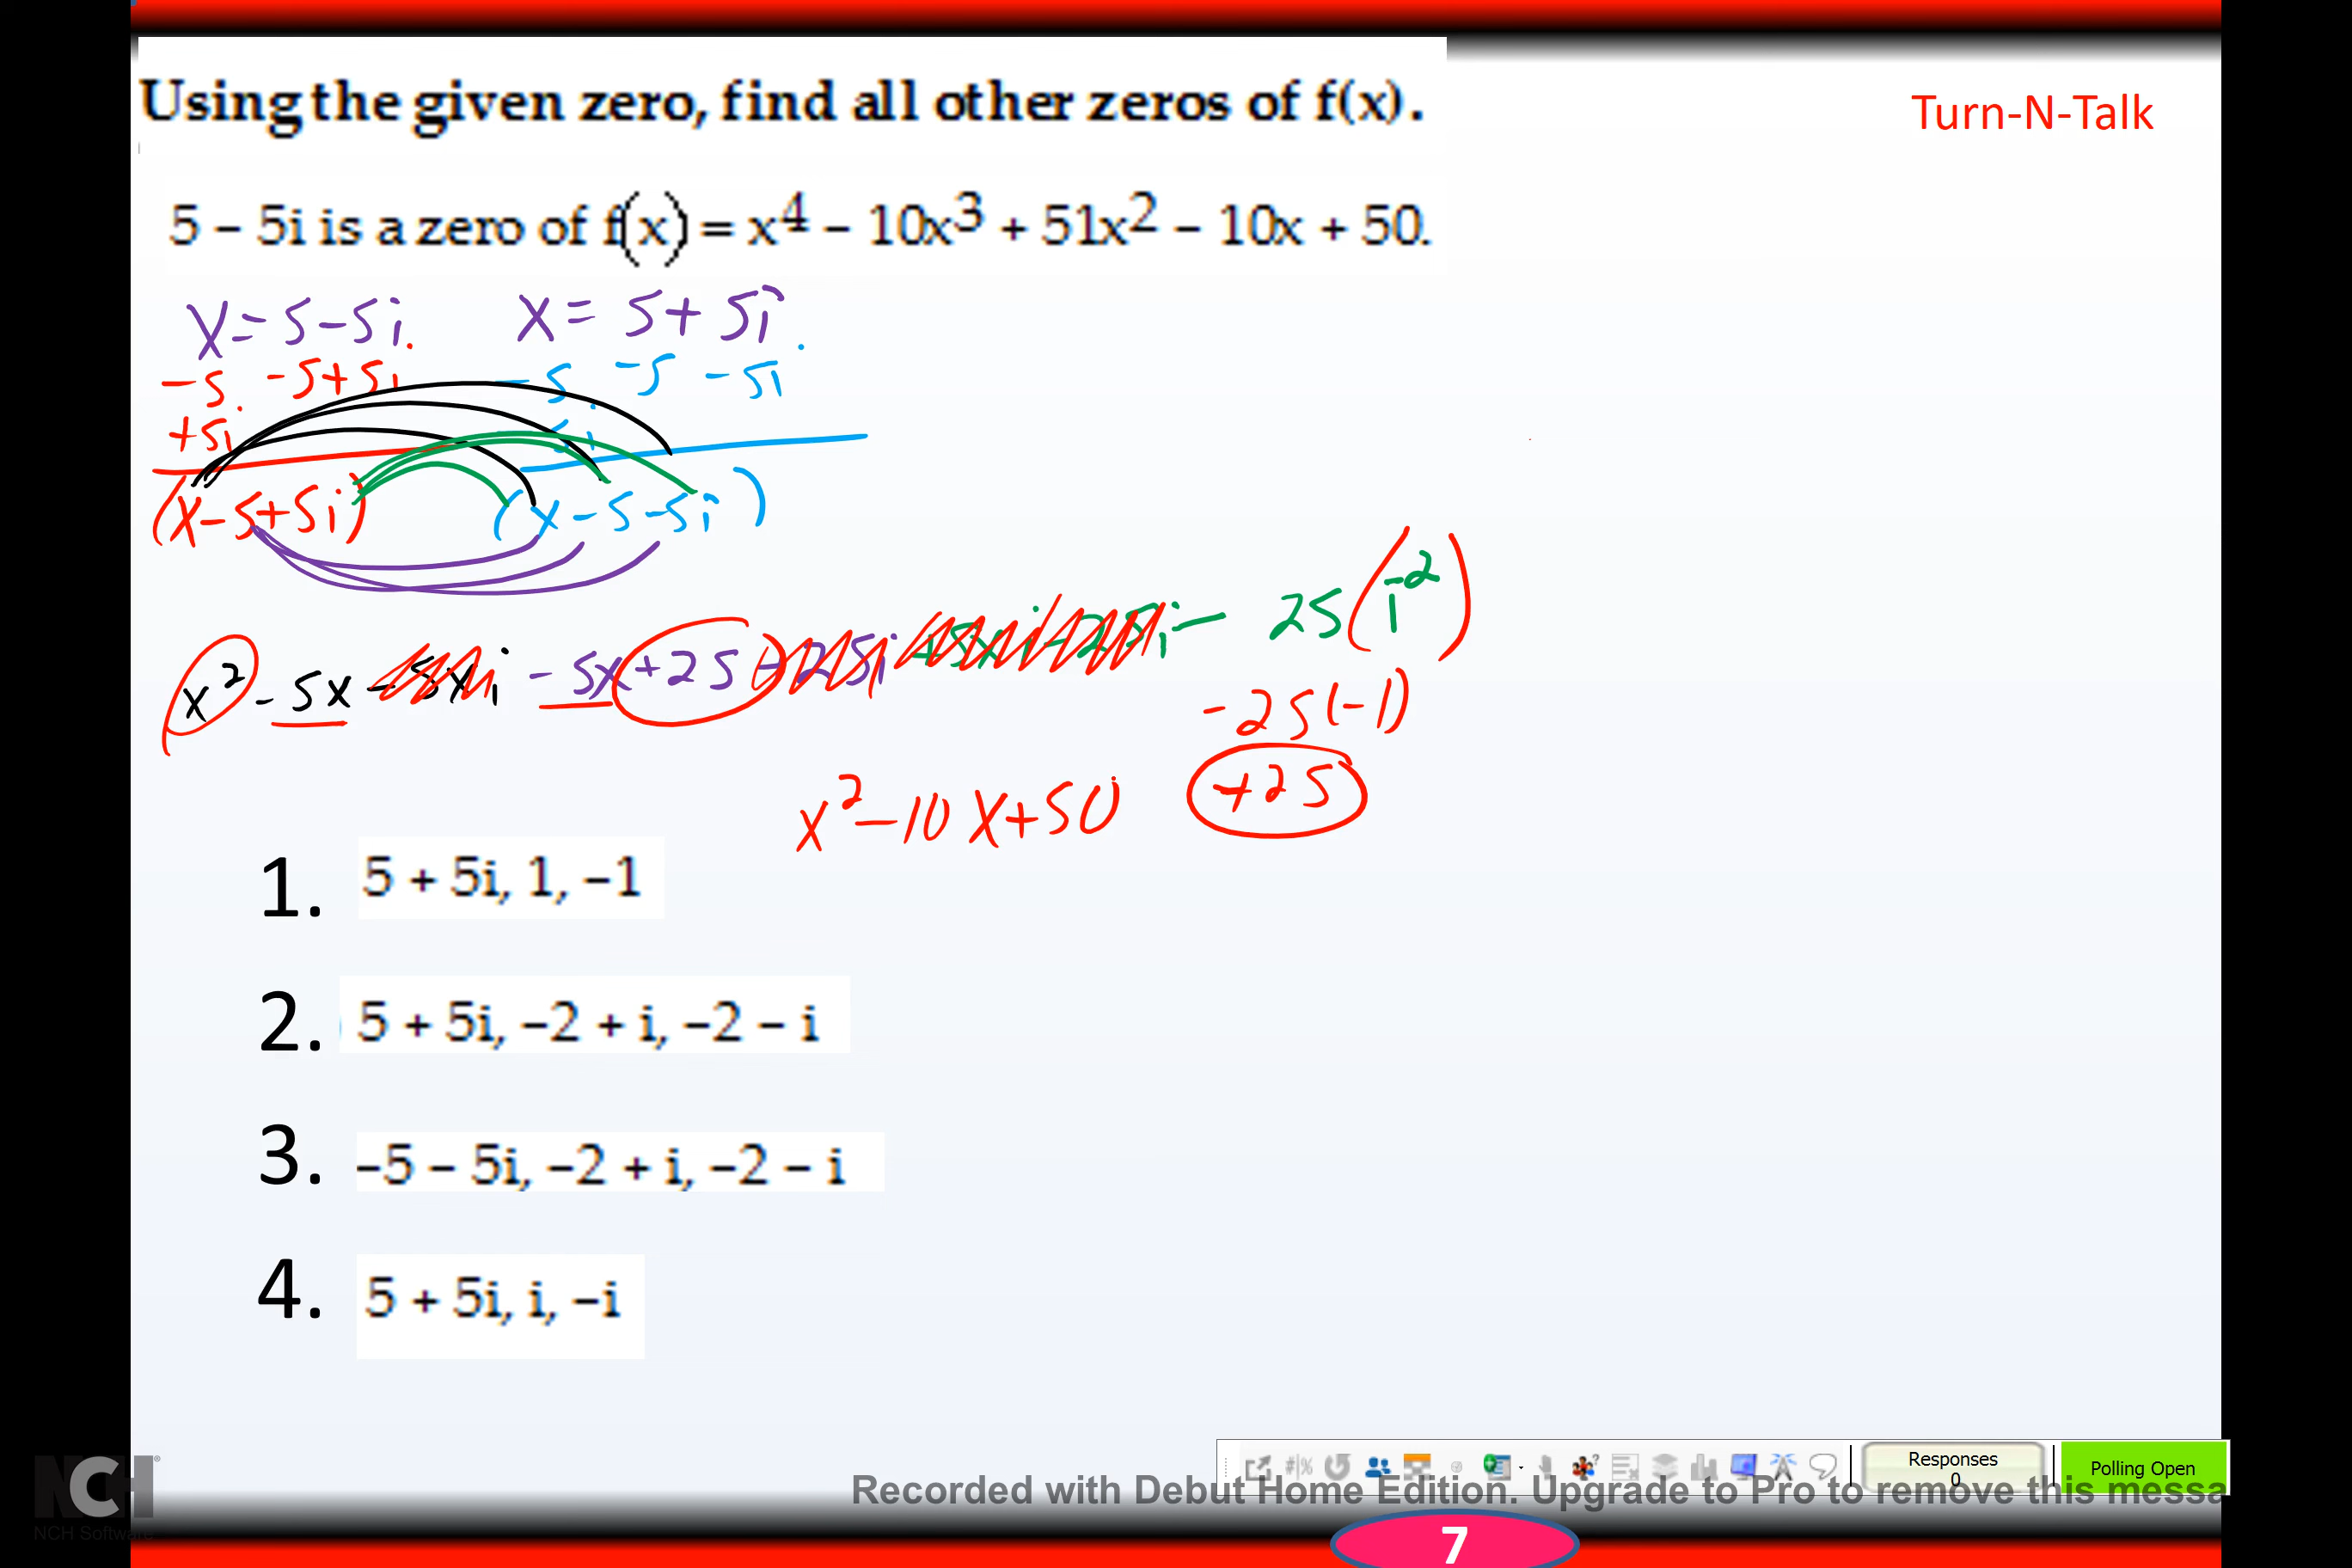 Using the given zero, find all other zeros of f(x).
Turn-N-Talk
5 – 5i is a zero of f(x) = x⁴ – 10x³ + 51x² – 10x + 50.
x = 5 - 5i x = 5 + 5i
-5 -5 + 5i -5 -5 -5i
+5i
(x - 5 + 5i) (x - 5 - 5i)
x² - 5x - 5xi - 5x + 25 - 25i - 25(i²)
-25(-1)
+25
x² - 10x + 50
1. 5 + 5i, 1, –1
2. 5 + 5i, –2 + i, –2 – i
3. –5 – 5i, –2 + i, –2 – i
4. 5 + 5i, i, –i
Responses
0
Polling Open
Recorded with Debut Home Edition. Upgrade to Pro to remove this messa
NCH
NCH Software
7